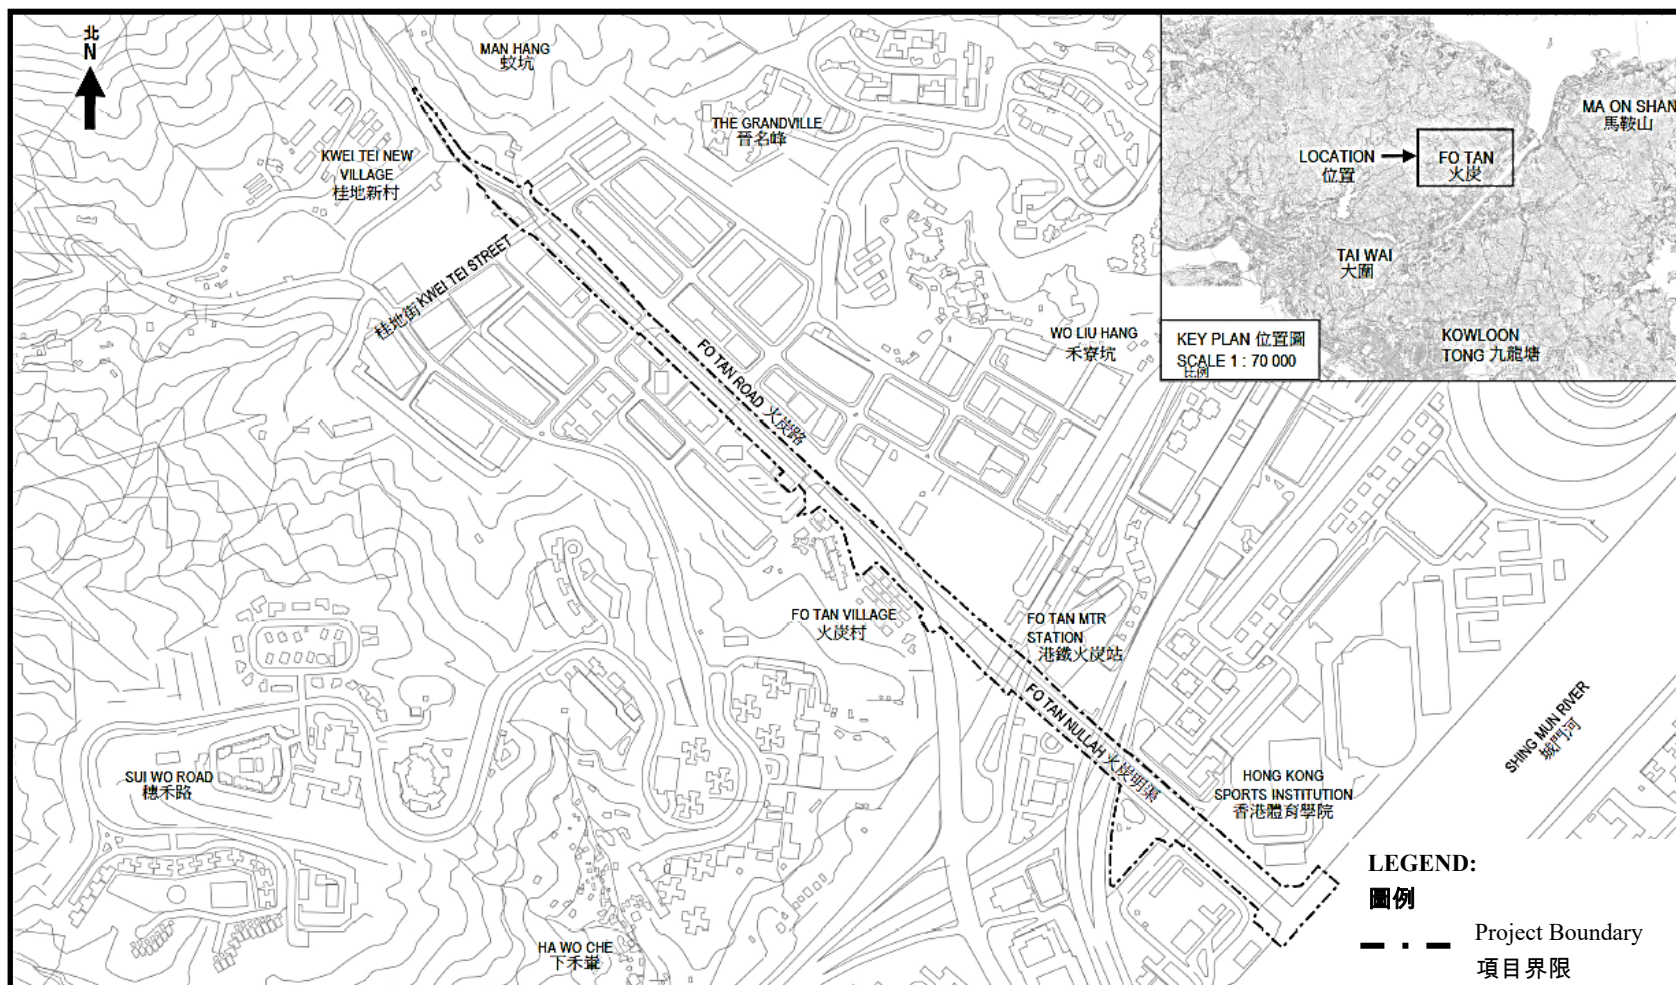 北
N
MAN HANG
蚊坑
THE GRANDVILLE
晉名峰
KWEI TEI NEW
VILLAGE
桂地新村
桂地街 KWEI TEI STREET
FO TAN ROAD 火炭路
WO LIU HANG
禾寮坑
FO TAN VILLAGE
火炭村
FO TAN MTR
STATION
港鐵火炭站
FO TAN NULLAH 火炭明渠
SUI WO ROAD
穗禾路
HA WO CHE
下禾輋
HONG KONG
SPORTS INSTITUTION
香港體育學院
SHING MUN RIVER
城門河
MA ON SHAN
馬鞍山
LOCATION
位置
FO TAN
火炭
TAI WAI
大圍
KOWLOON
TONG 九龍塘
KEY PLAN 位置圖
SCALE 1 : 70 000
比例
LEGEND:
圖例
Project Boundary
項目界限